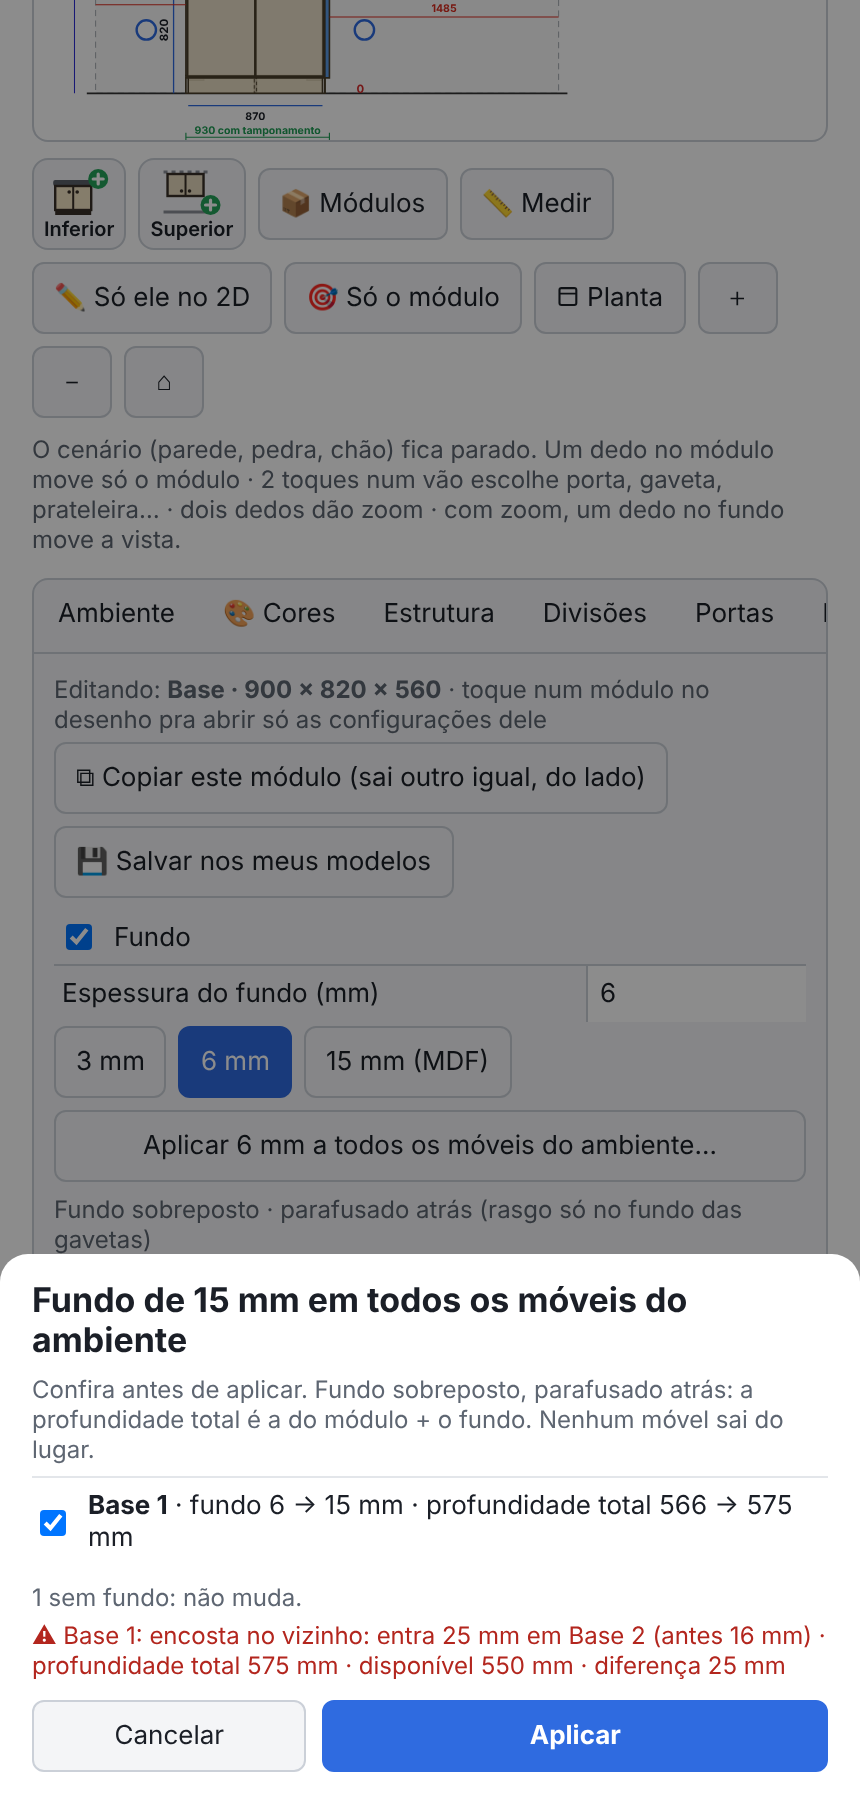 1485
820
0
870
930 com tamponamento
Inferior
Superior
📦 Módulos
📏 Medir
✏️ Só ele no 2D
🎯 Só o módulo
Planta
+
−
⌂
O cenário (parede, pedra, chão) fica parado. Um dedo no módulo
move só o módulo · 2 toques num vão escolhe porta, gaveta,
prateleira... · dois dedos dão zoom · com zoom, um dedo no fundo
move a vista.
Ambiente
🎨 Cores
Estrutura
Divisões
Portas
Editando: Base · 900 × 820 × 560 · toque num módulo no
desenho pra abrir só as configurações dele
⧉ Copiar este módulo (sai outro igual, do lado)
💾 Salvar nos meus modelos
Fundo
Espessura do fundo (mm)
6
3 mm
6 mm
15 mm (MDF)
Aplicar 6 mm a todos os móveis do ambiente...
Fundo sobreposto · parafusado atrás (rasgo só no fundo das
gavetas)
Fundo de 15 mm em todos os móveis do
ambiente
Confira antes de aplicar. Fundo sobreposto, parafusado atrás: a
profundidade total é a do módulo + o fundo. Nenhum móvel sai do
lugar.
Base 1 · fundo 6 → 15 mm · profundidade total 566 → 575
mm
1 sem fundo: não muda.
⚠ Base 1: encosta no vizinho: entra 25 mm em Base 2 (antes 16 mm) ·
profundidade total 575 mm · disponível 550 mm · diferença 25 mm
Cancelar
Aplicar